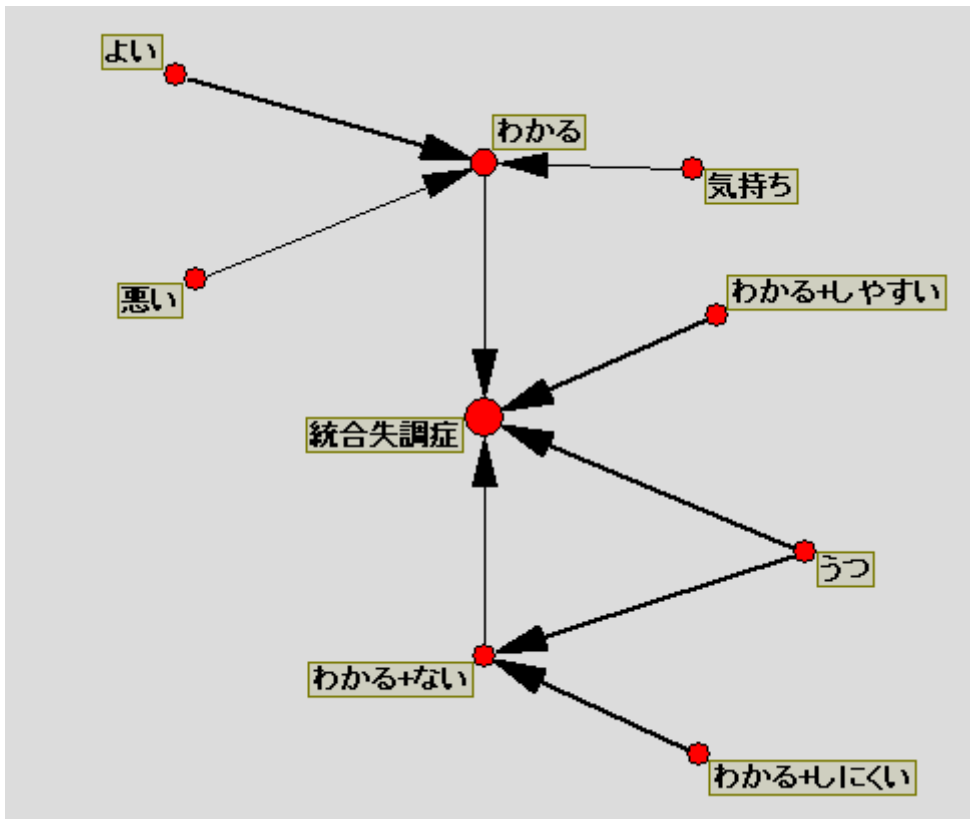 よい
わかる
気持ち
悪い
わかる+しやすい
統合失調症
うつ
わかる+ない
わかる+しにくい